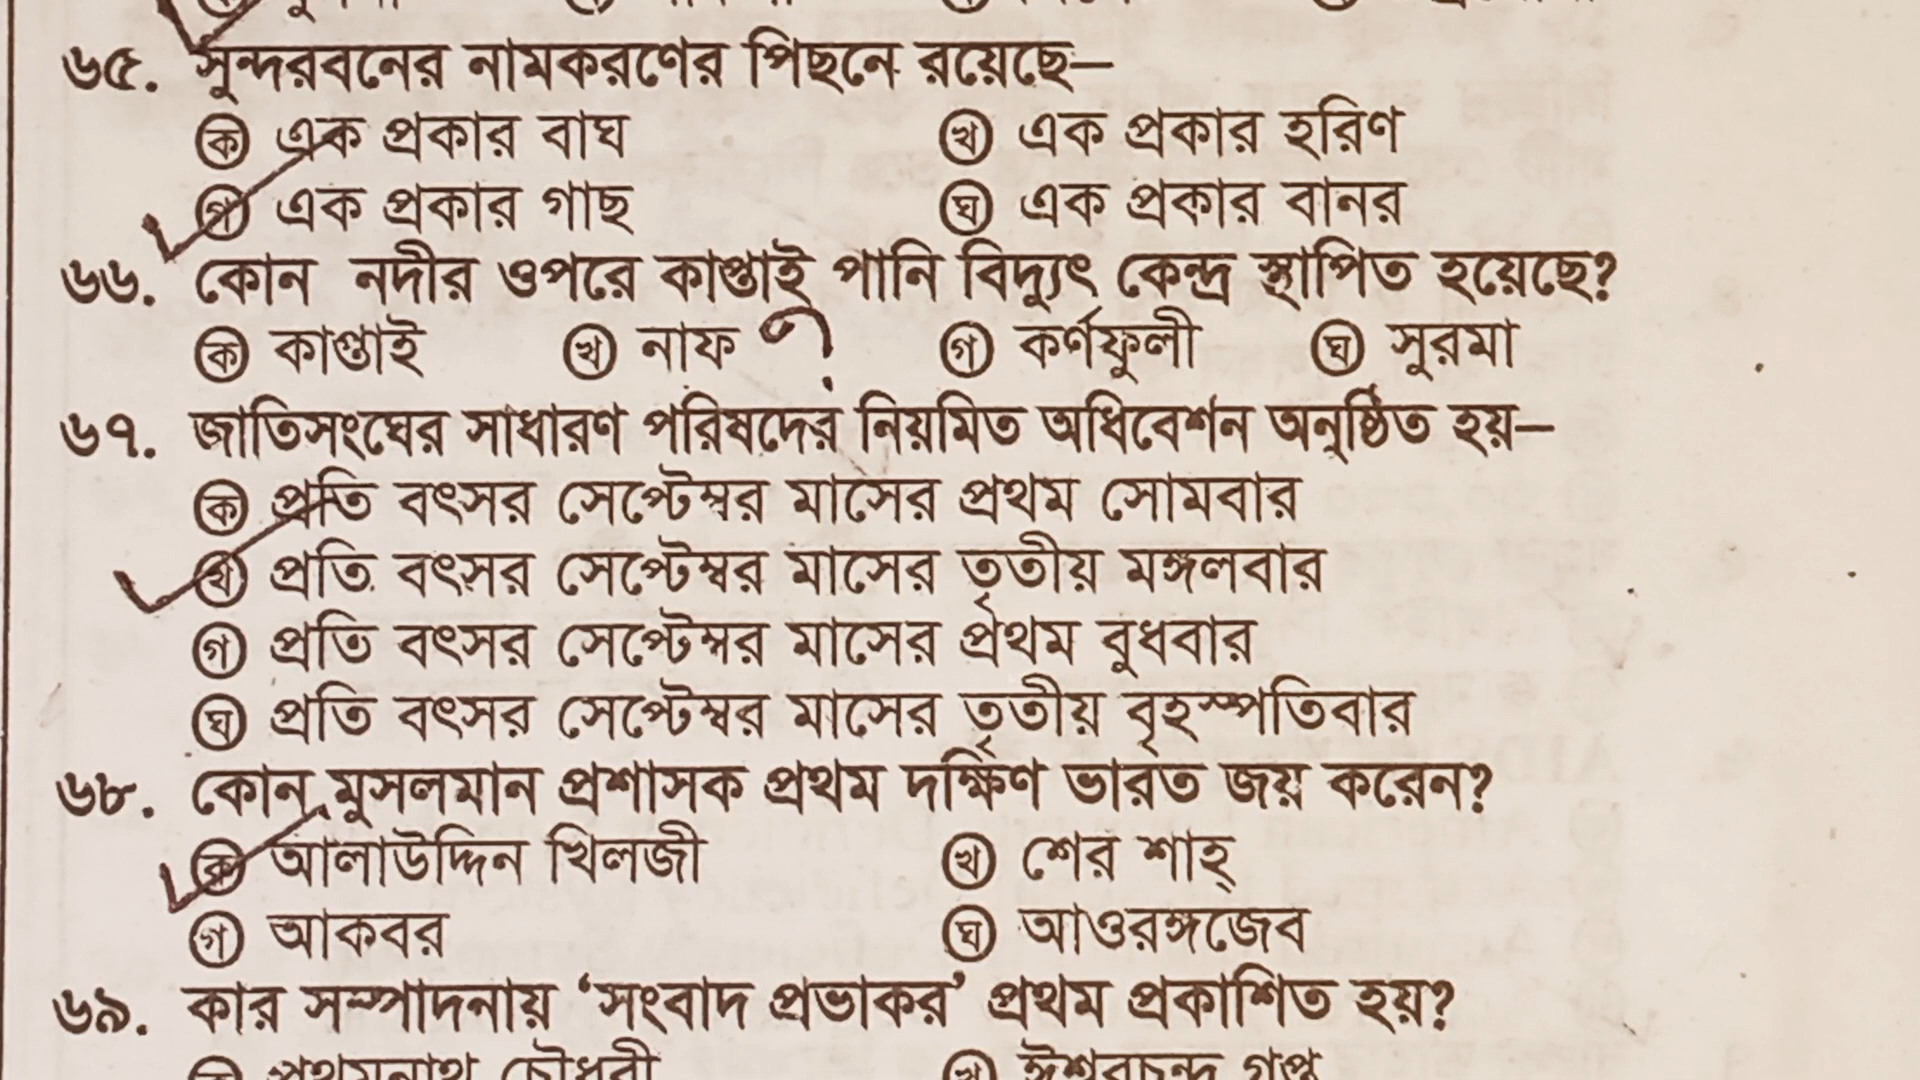 ৬৫. সুন্দরবনের নামকরণের পিছনে রয়েছে—
ক এক প্রকার বাঘ খ এক প্রকার হরিণ
গ এক প্রকার গাছ ঘ এক প্রকার বানর
৬৬. কোন নদীর ওপরে কাপ্তাই পানি বিদ্যুৎ কেন্দ্র স্থাপিত হয়েছে?
ক কাপ্তাই খ নাফ গ কর্ণফুলী ঘ সুরমা
৬৭. জাতিসংঘের সাধারণ পরিষদের নিয়মিত অধিবেশন অনুষ্ঠিত হয়—
ক প্রতি বৎসর সেপ্টেম্বর মাসের প্রথম সোমবার
খ প্রতি বৎসর সেপ্টেম্বর মাসের তৃতীয় মঙ্গলবার
গ প্রতি বৎসর সেপ্টেম্বর মাসের প্রথম বুধবার
ঘ প্রতি বৎসর সেপ্টেম্বর মাসের তৃতীয় বৃহস্পতিবার
৬৮. কোন মুসলমান প্রশাসক প্রথম দক্ষিণ ভারত জয় করেন?
ক আলাউদ্দিন খিলজী খ শের শাহ্
গ আকবর ঘ আওরঙ্গজেব
৬৯. কার সম্পাদনায় ‘সংবাদ প্রভাকর’ প্রথম প্রকাশিত হয়?
ক প্রথমনাথ চৌধুরী খ ঈশ্বরচন্দ্র গুপ্ত